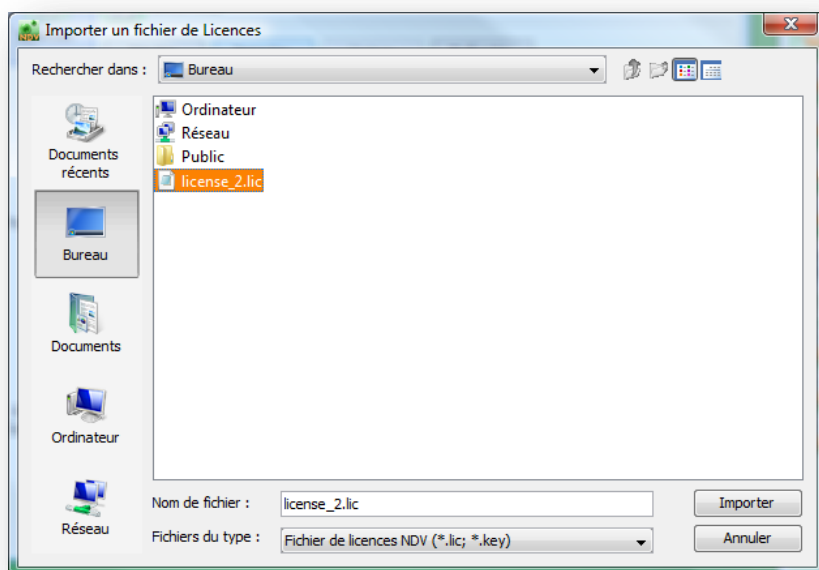 Importer un fichier de Licences
Rechercher dans :
Bureau
Documents
récents
Bureau
Documents
Ordinateur
Réseau
Ordinateur
Réseau
Public
license_2.lic
Nom de fichier :
license_2.lic
Importer
Fichiers du type :
Fichier de licences NDV (*.lic; *.key)
Annuler